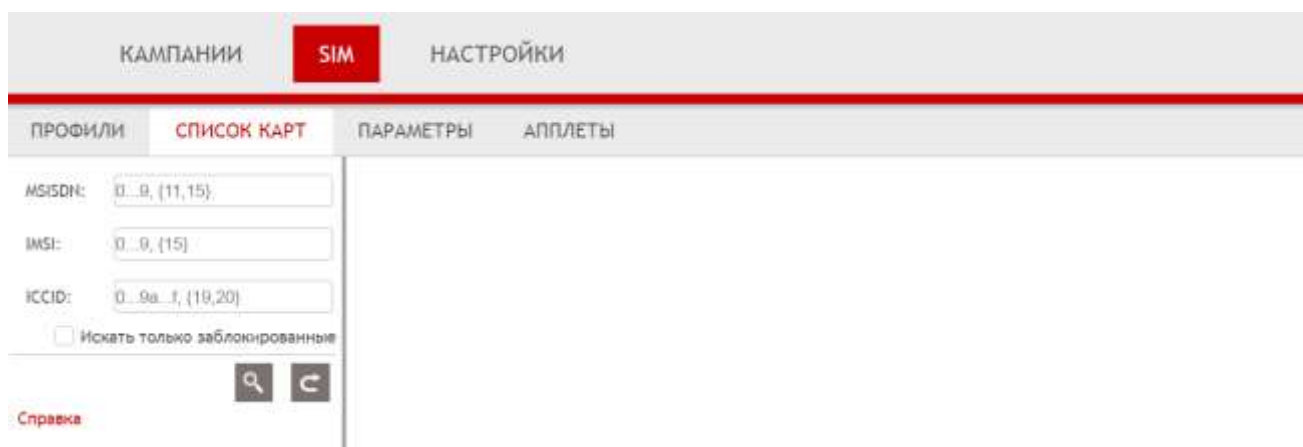 КАМПАНИИ SIM НАСТРОЙКИ
ПРОФИЛИ СПИСОК КАРТ ПАРАМЕТРЫ АППЛЕТЫ
MSISDN: 0...9, {11,15}
IMSI: 0...9, {15}
ICCID: 0...9a...f, {19,20}
Искать только заблокированные
Справка